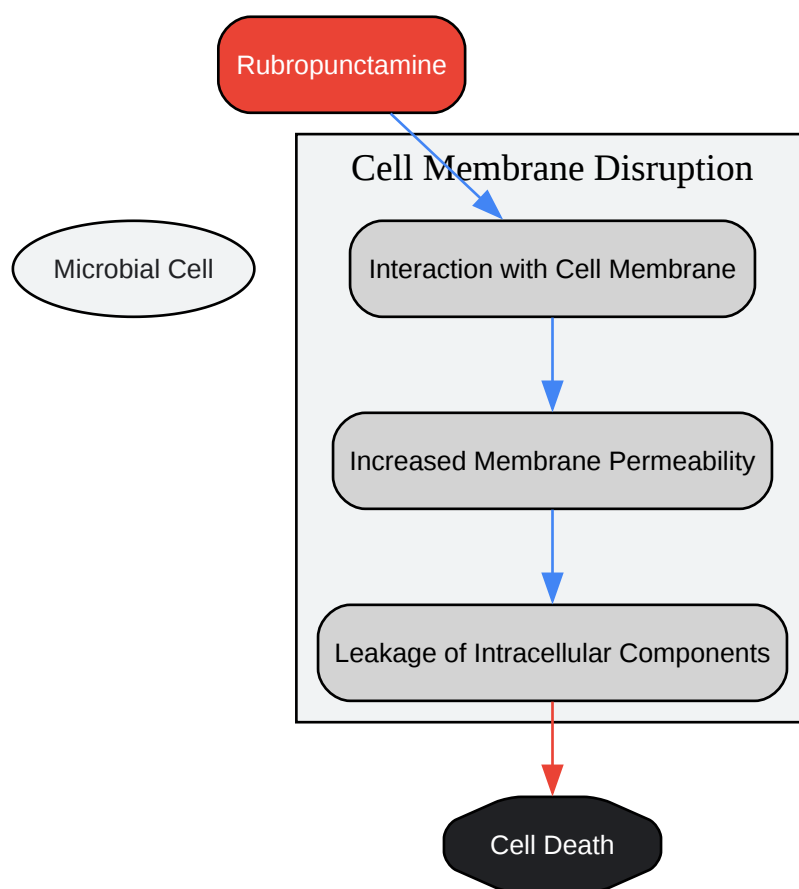 Rubropunctamine
Cell Membrane Disruption
Microbial Cell
Interaction with Cell Membrane
Increased Membrane Permeability
Leakage of Intracellular Components
Cell Death